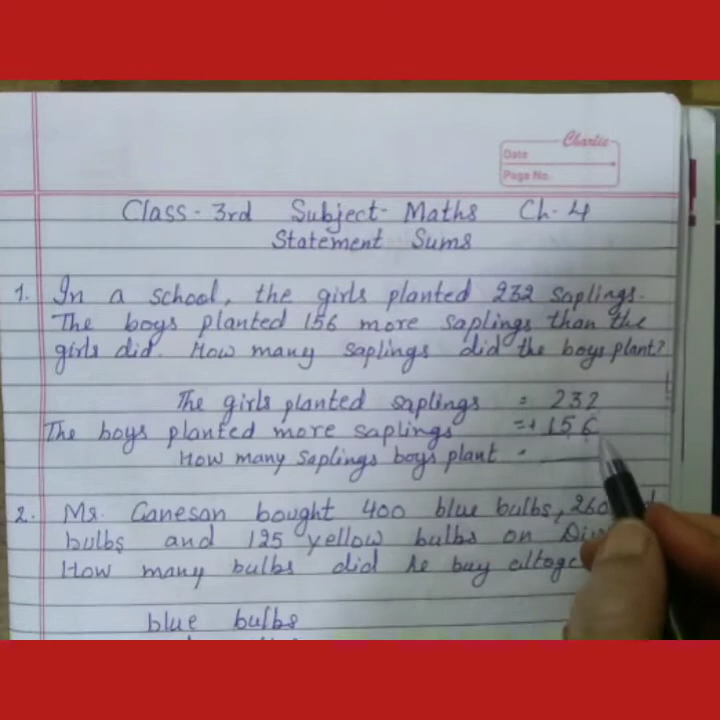 Charlie
Date
Page No.
Class - 3rd Subject - Maths Ch. 4
Statement Sums
1. In a school, the girls planted 232 saplings.
The boys planted 156 more saplings than the
girls did. How many saplings did the boys plant?
The girls planted saplings = 232
The boys planted more saplings =+ 156
How many saplings boys plant =
2. Mr. Ganesan bought 400 blue bulbs, 260
bulbs and 125 yellow bulbs on
How many bulbs did he buy
blue bulbs